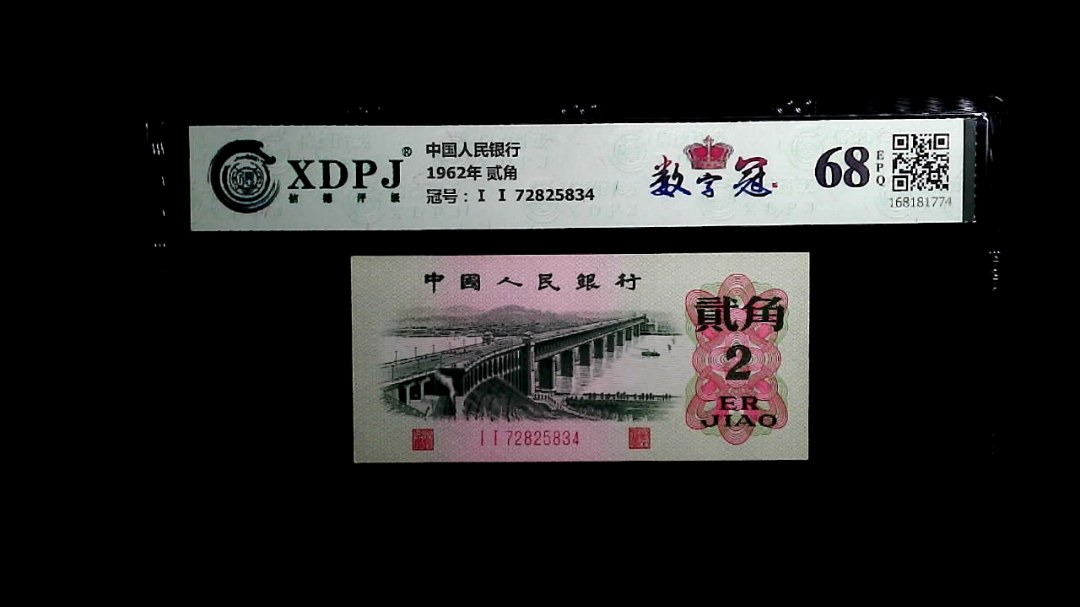 XDPJ®
信德评级
中国人民银行
1962年 贰角
冠号：I I 72825834
数字冠
68
EPQ
168181774
中國人民銀行
貳角
2
ER
JIAO
I I 72825834